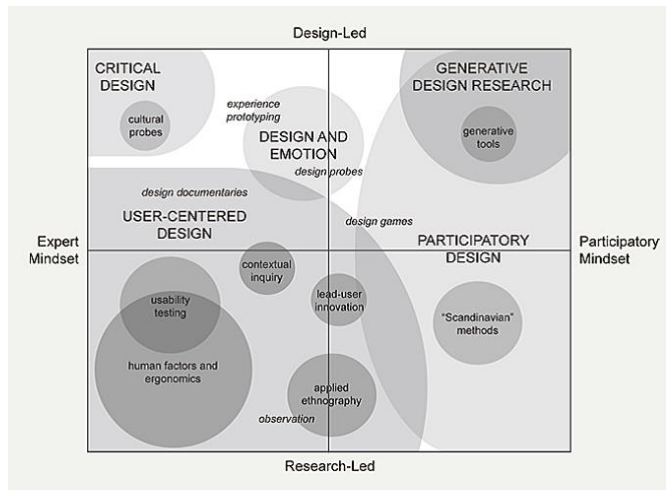 Design-Led
CRITICAL
DESIGN
cultural
probes
experience
prototyping
DESIGN AND
EMOTION
design probes
GENERATIVE
DESIGN RESEARCH
generative
tools
design documentaries
USER-CENTERED
DESIGN
design games
Expert
Mindset
PARTICIPATORY
DESIGN
Participatory
Mindset
contextual
inquiry
usability
testing
lead-user
innovation
"Scandinavian"
methods
human factors and
ergonomics
applied
ethnography
observation
Research-Led